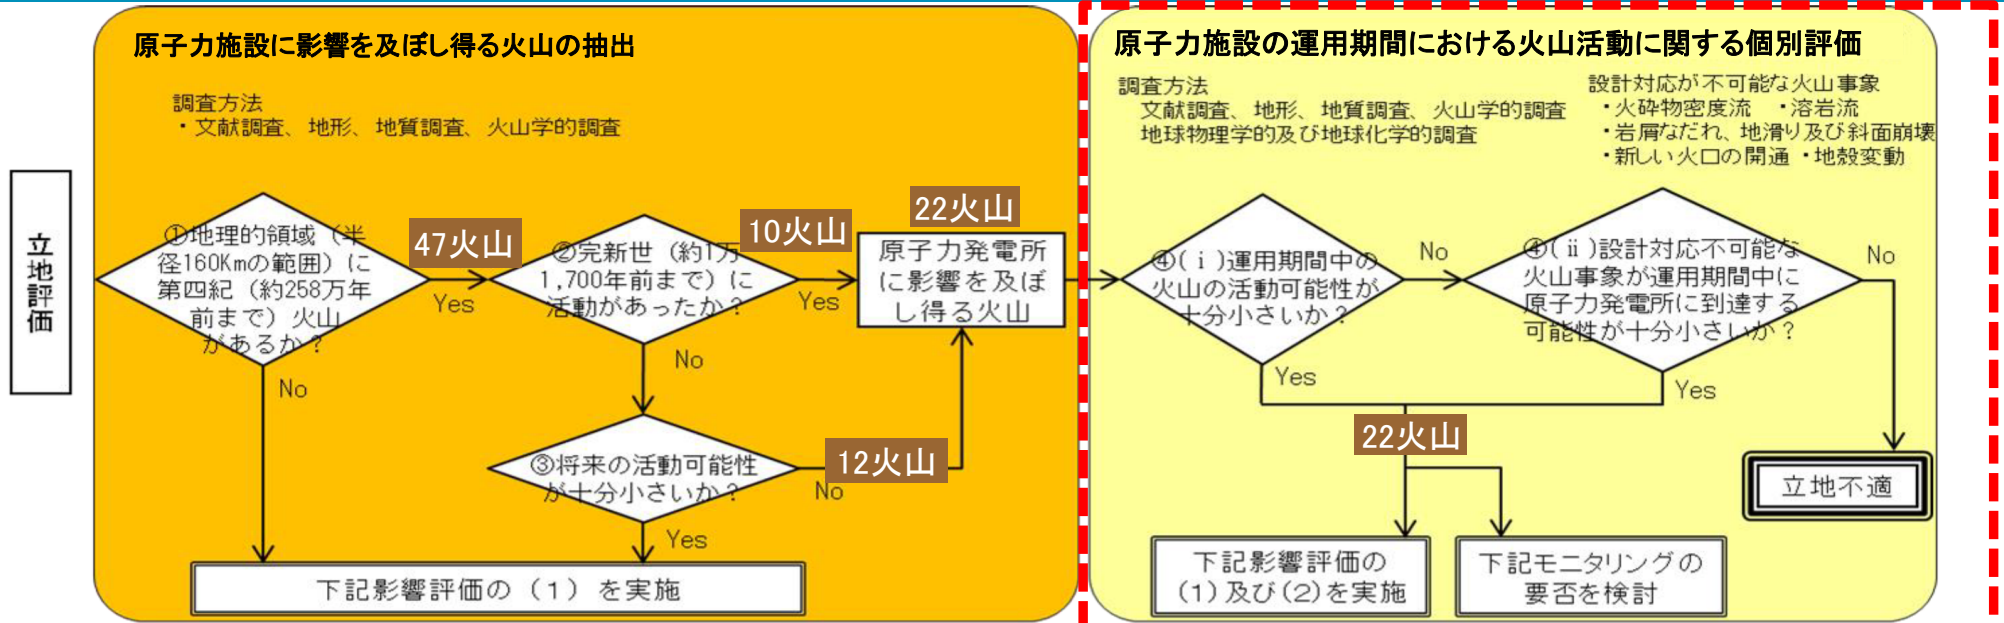 立地評価
原子力施設に影響を及ぼし得る火山の抽出
調査方法
・文献調査、地形、地質調査、火山学的調査
①地理的領域（半
径160Kmの範囲）に
第四紀（約258万年
前まで）火山
があるか？
47火山
Yes
No
②完新世（約1万
1,700年前まで）に
活動があったか？
10火山
Yes
No
22火山
原子力発電所
に影響を及ぼ
し得る火山
③将来の活動可能性
が十分小さいか？
12火山
No
Yes
下記影響評価の（1）を実施
原子力施設の運用期間における火山活動に関する個別評価
調査方法
文献調査、地形、地質調査、火山学的調査
地球物理学的及び地球化学的調査
設計対応が不可能な火山事象
・火砕物密度流　・溶岩流
・岩屑なだれ、地滑り及び斜面崩壊
・新しい火口の開通 ・地殻変動
④(ⅰ)運用期間中の
火山の活動可能性が
十分小さいか？
No
Yes
④(ⅱ)設計対応不可能な
火山事象が運用期間中に
原子力発電所に到達する
可能性が十分小さいか？
No
Yes
22火山
立地不適
下記影響評価の
(1)及び(2)を実施
下記モニタリングの
要否を検討